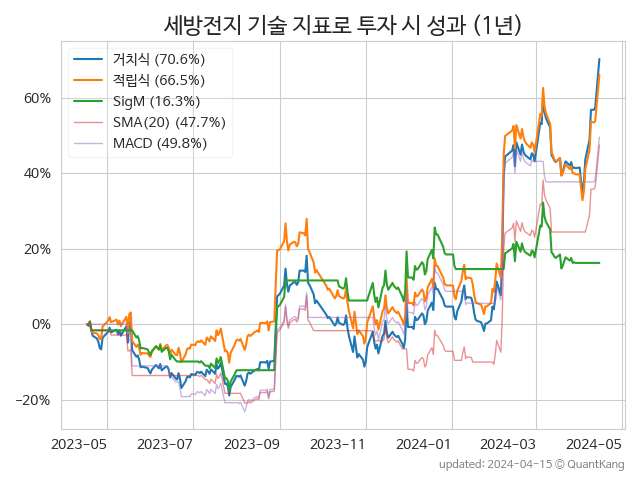 세방전지 기술 지표로 투자 시 성과 (1년)
거치식 (70.6%)
적립식 (66.5%)
SigM (16.3%)
SMA(20) (47.7%)
MACD (49.8%)
60%
40%
20%
0%
−20%
2023-05 2023-07 2023-09 2023-11 2024-01 2024-03 2024-05
updated: 2024-04-15 © QuantKang